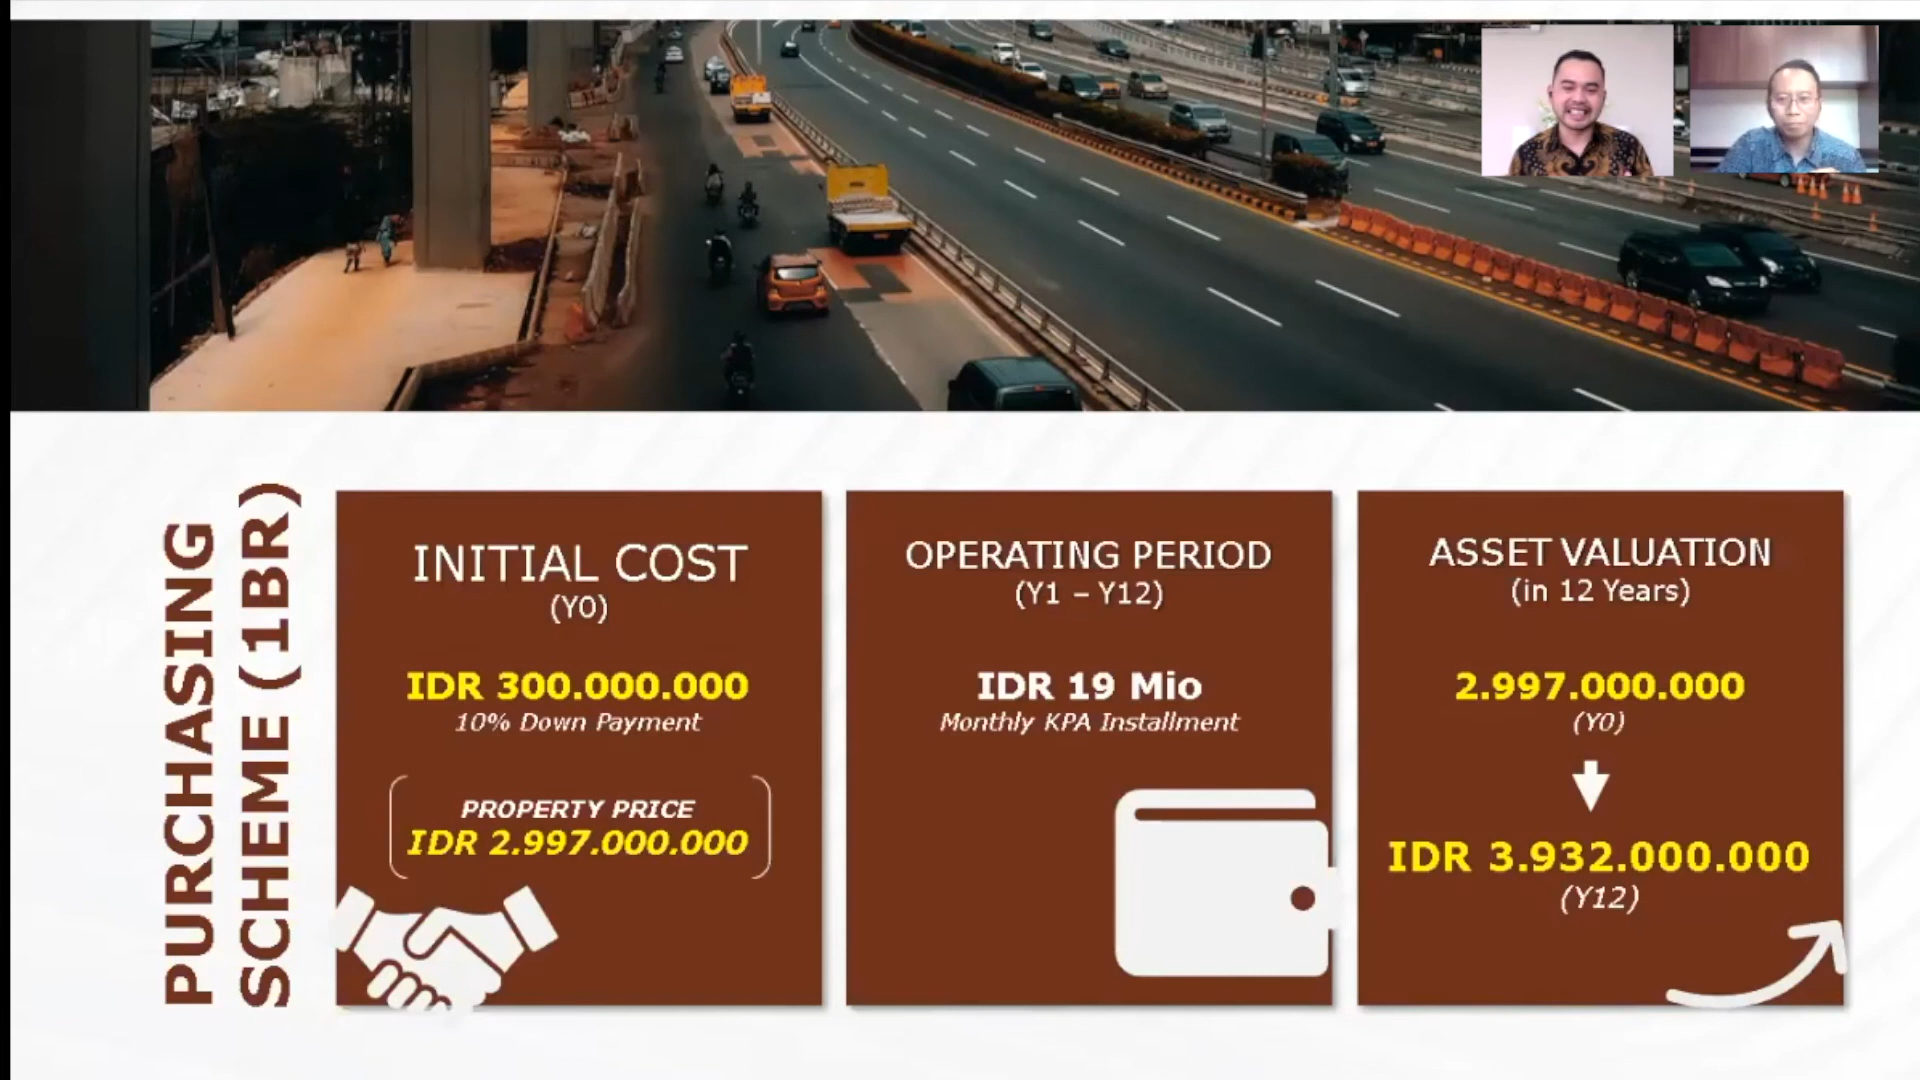 PURCHASING
SCHEME (1BR)
INITIAL COST
(Y0)
IDR 300.000.000
10% Down Payment
PROPERTY PRICE
IDR 2.997.000.000
OPERATING PERIOD
(Y1 – Y12)
IDR 19 Mio
Monthly KPA Installment
ASSET VALUATION
(in 12 Years)
2.997.000.000
(Y0)
IDR 3.932.000.000
(Y12)